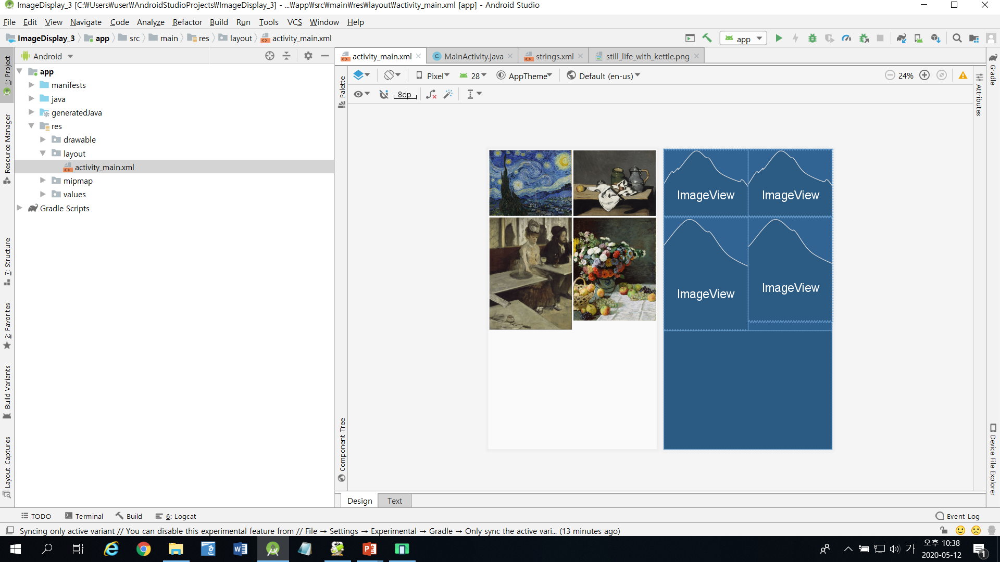 ImageDisplay_3 [C:₩Users₩user₩AndroidStudioProjects₩ImageDisplay_3] - ...₩app₩src₩main₩res₩layout₩activity_main.xml [app] - Android Studio
File Edit View Navigate Code Analyze Refactor Build Run Tools VCS Window Help
ImageDisplay_3 app src main res layout activity_main.xml app
Android
activity_main.xml MainActivity.java strings.xml still_life_with_kettle.png
Pixel 28 AppTheme Default (en-us) 24%
8dp
app
manifests
java
generatedJava
res
drawable
layout
activity_main.xml
mipmap
values
Gradle Scripts
1: Project
Resource Manager
7: Structure
2: Favorites
Build Variants
Layout Captures
Palette
Component Tree
ImageView ImageView
ImageView ImageView
Attributes
Gradle
Device File Explorer
Design Text
TODO Terminal Build 6: Logcat Event Log
Syncing only active variant // You can disable this experimental feature from // File → Settings → Experimental → Gradle → Only sync the active vari... (13 minutes ago)
가 오후 10:38
2020-05-12
1